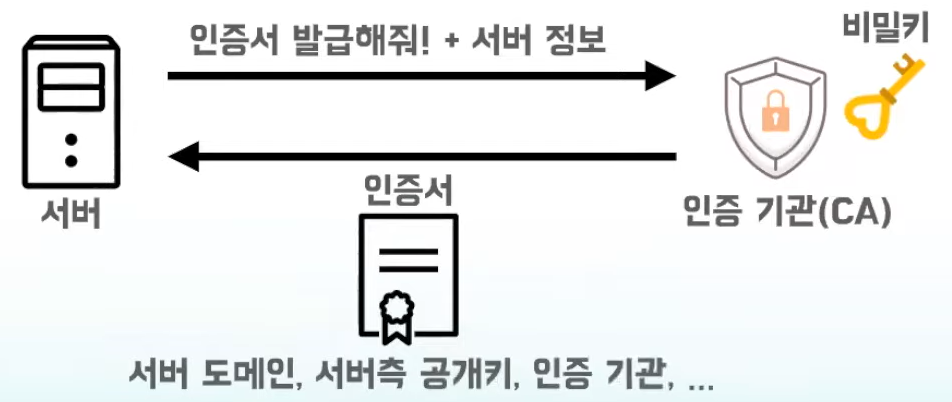 비밀키
인증서 발급해줘! + 서버 정보
인증서
서버
인증 기관(CA)
서버 도메인, 서버측 공개키, 인증 기관, ...